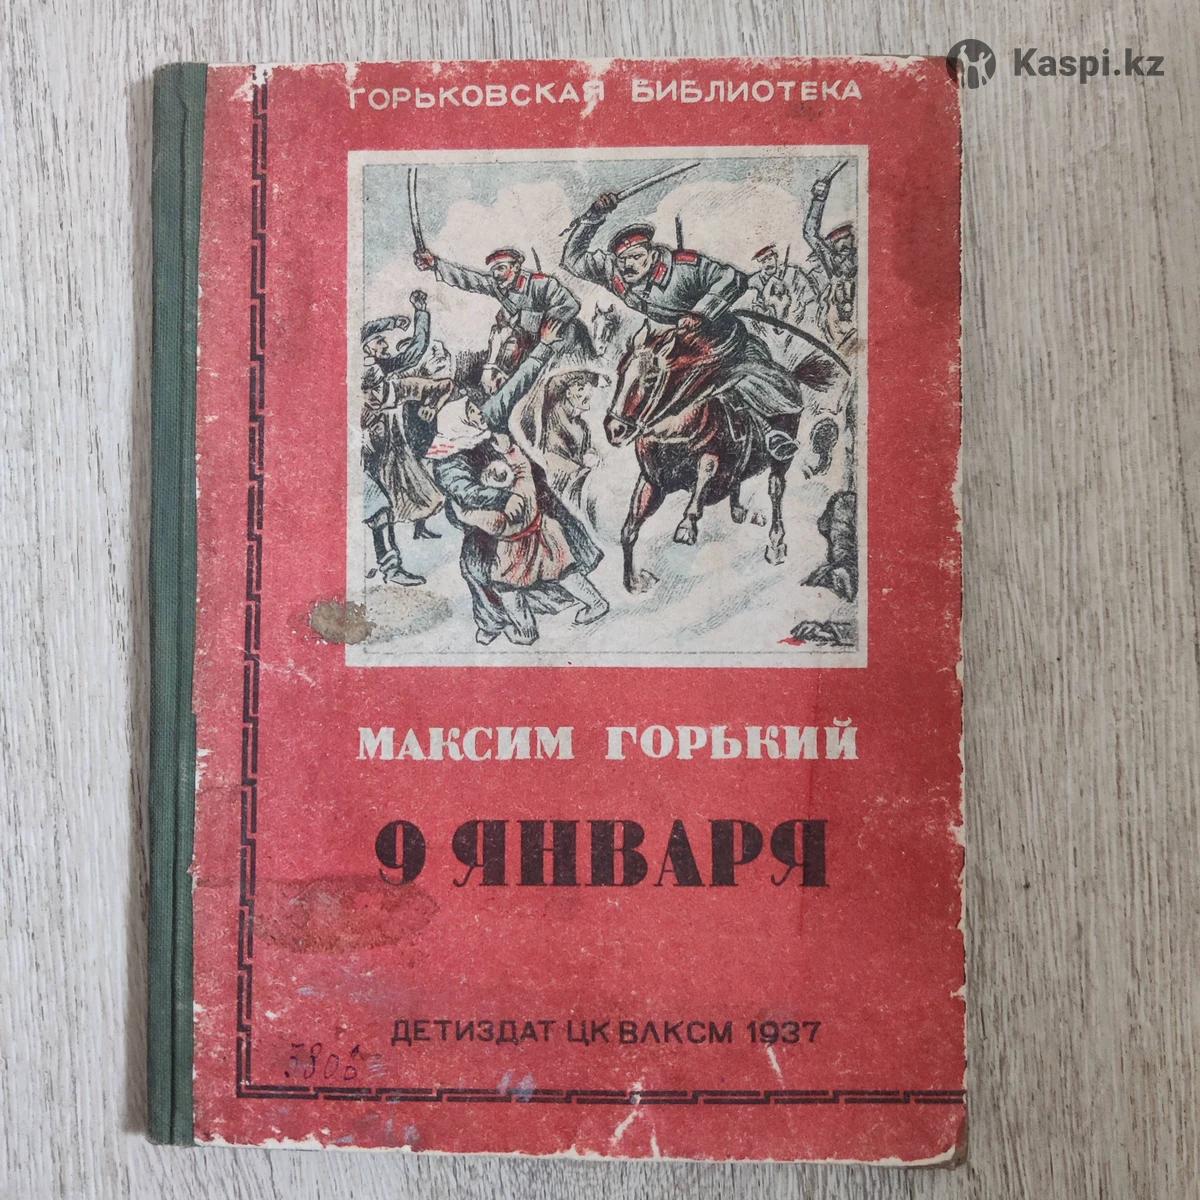 Kaspi.kz
ГОРЬКОВСКАЯ БИБЛИОТЕКА
МАКСИМ ГОРЬКИЙ
9 ЯНВАРЯ
ДЕТИЗДАТ ЦК ВЛКСМ 1937